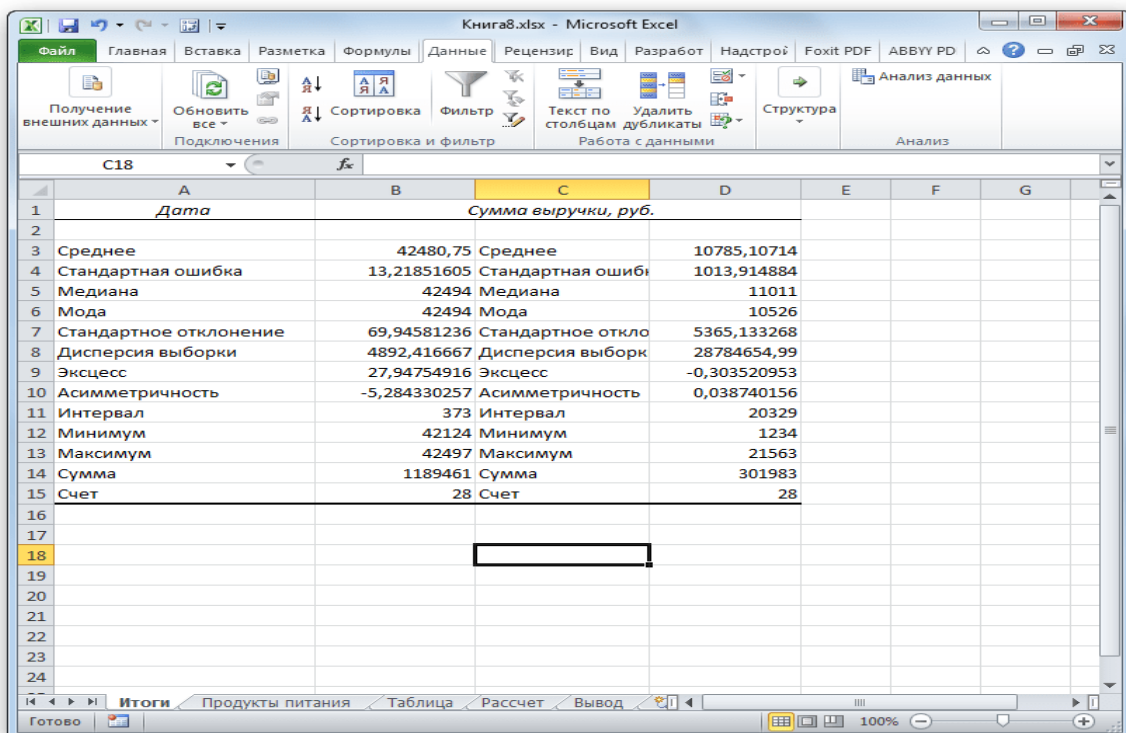 Книга8.xlsx - Microsoft Excel
Файл Главная Вставка Разметка Формулы Данные Рецензир Вид Разработ Надстрой Foxit PDF ABBYY PD
Получение внешних данных
Обновить все
Сортировка
Фильтр
Текст по столбцам
Удалить дубликаты
Структура
Анализ данных
Подключения Сортировка и фильтр Работа с данными Анализ
C18 fx
A B C D E F G
1 Дата Сумма выручки, руб.
2
3 Среднее 42480,75 Среднее 10785,10714
4 Стандартная ошибка 13,21851605 Стандартная ошибк 1013,914884
5 Медиана 42494 Медиана 11011
6 Мода 42494 Мода 10526
7 Стандартное отклонение 69,94581236 Стандартное откло 5365,133268
8 Дисперсия выборки 4892,416667 Дисперсия выборк 28784654,99
9 Эксцесс 27,94754916 Эксцесс -0,303520953
10 Асимметричность -5,284330257 Асимметричность 0,038740156
11 Интервал 373 Интервал 20329
12 Минимум 42124 Минимум 1234
13 Максимум 42497 Максимум 21563
14 Сумма 1189461 Сумма 301983
15 Счет 28 Счет 28
16
17
18
19
20
21
22
23
24
Итоги Продукты питания Таблица Рассчет Вывод
Готово 100%